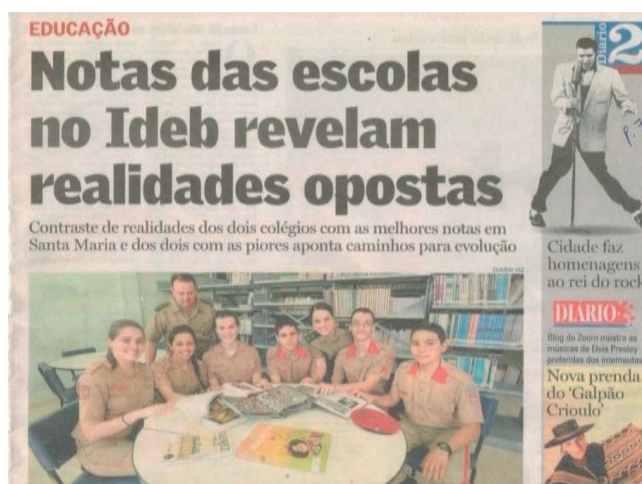 EDUCAÇÃO
Notas das escolas
no Ideb revelam
realidades opostas
Contraste de realidades dos dois colégios com as melhores notas em
Santa Maria e dos dois com as piores aponta caminhos para evolução
CLAUDIO VAZ
Diário
2
Cidade faz
homenagens
ao rei do rock
DIÁRIO
Blog do Zoom mostra as
músicas de Elvis Presley
preferidas dos internautas
Nova prenda
do 'Galpão
Crioulo'